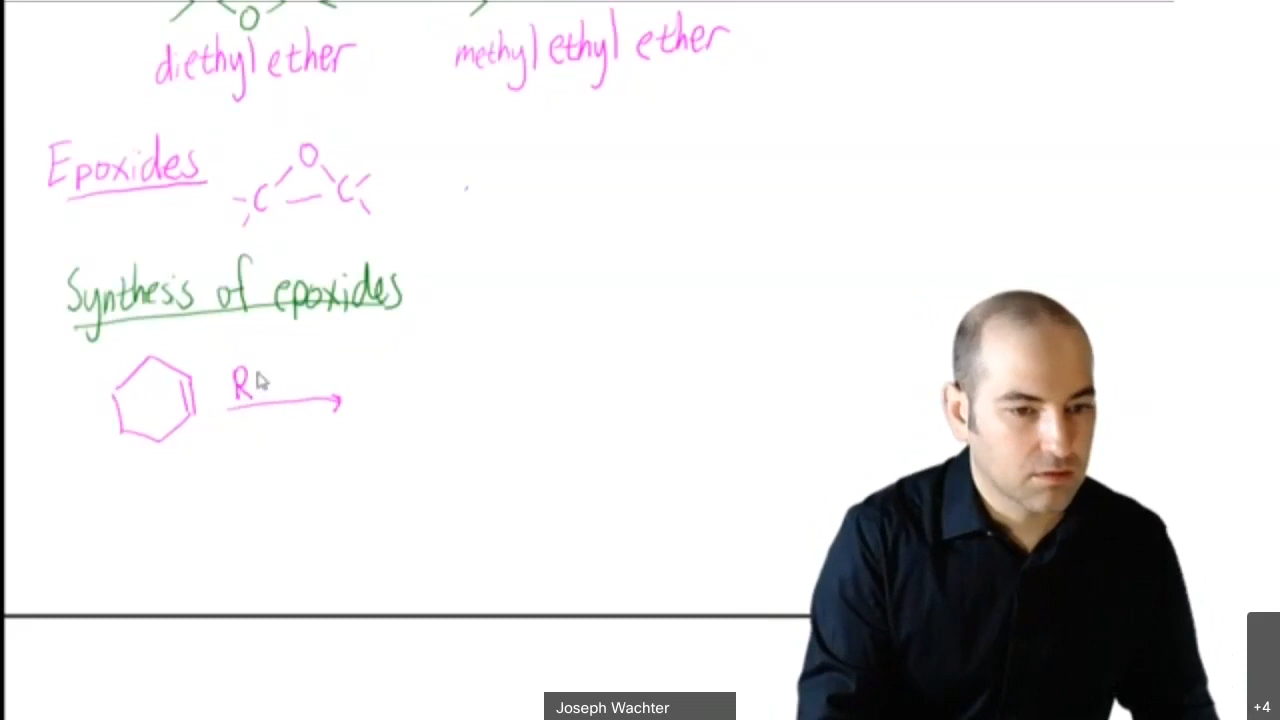 O
diethyl ether
methyl ethyl ether
Epoxides
O
C C
Synthesis of epoxides
R
Joseph Wachter
+4